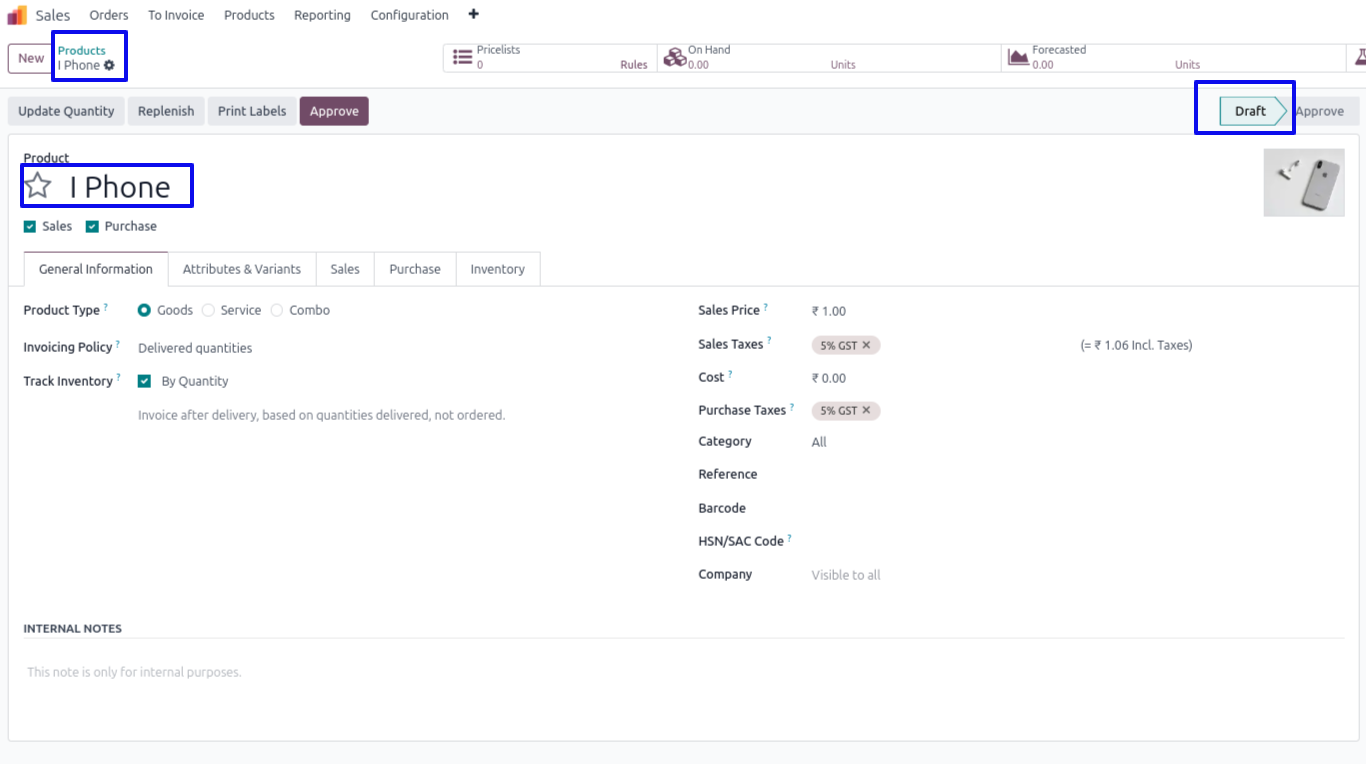 Sales Orders To Invoice Products Reporting Configuration +
New Products Pricelists On Hand Forecasted
I Phone 0 Rules 0.00 Units 0.00 Units
Update Quantity Replenish Print Labels Approve Draft Approve
Product
I Phone
Sales Purchase
General Information Attributes & Variants Sales Purchase Inventory
Product Type ? Goods Service Combo Sales Price ? ₹ 1.00
Invoicing Policy ? Delivered quantities Sales Taxes ? 5% GST × (= ₹ 1.06 Incl. Taxes)
Track Inventory ? By Quantity Cost ? ₹ 0.00
Invoice after delivery, based on quantities delivered, not ordered. Purchase Taxes ? 5% GST ×
Category All
Reference
Barcode
HSN/SAC Code ?
Company Visible to all
INTERNAL NOTES
This note is only for internal purposes.